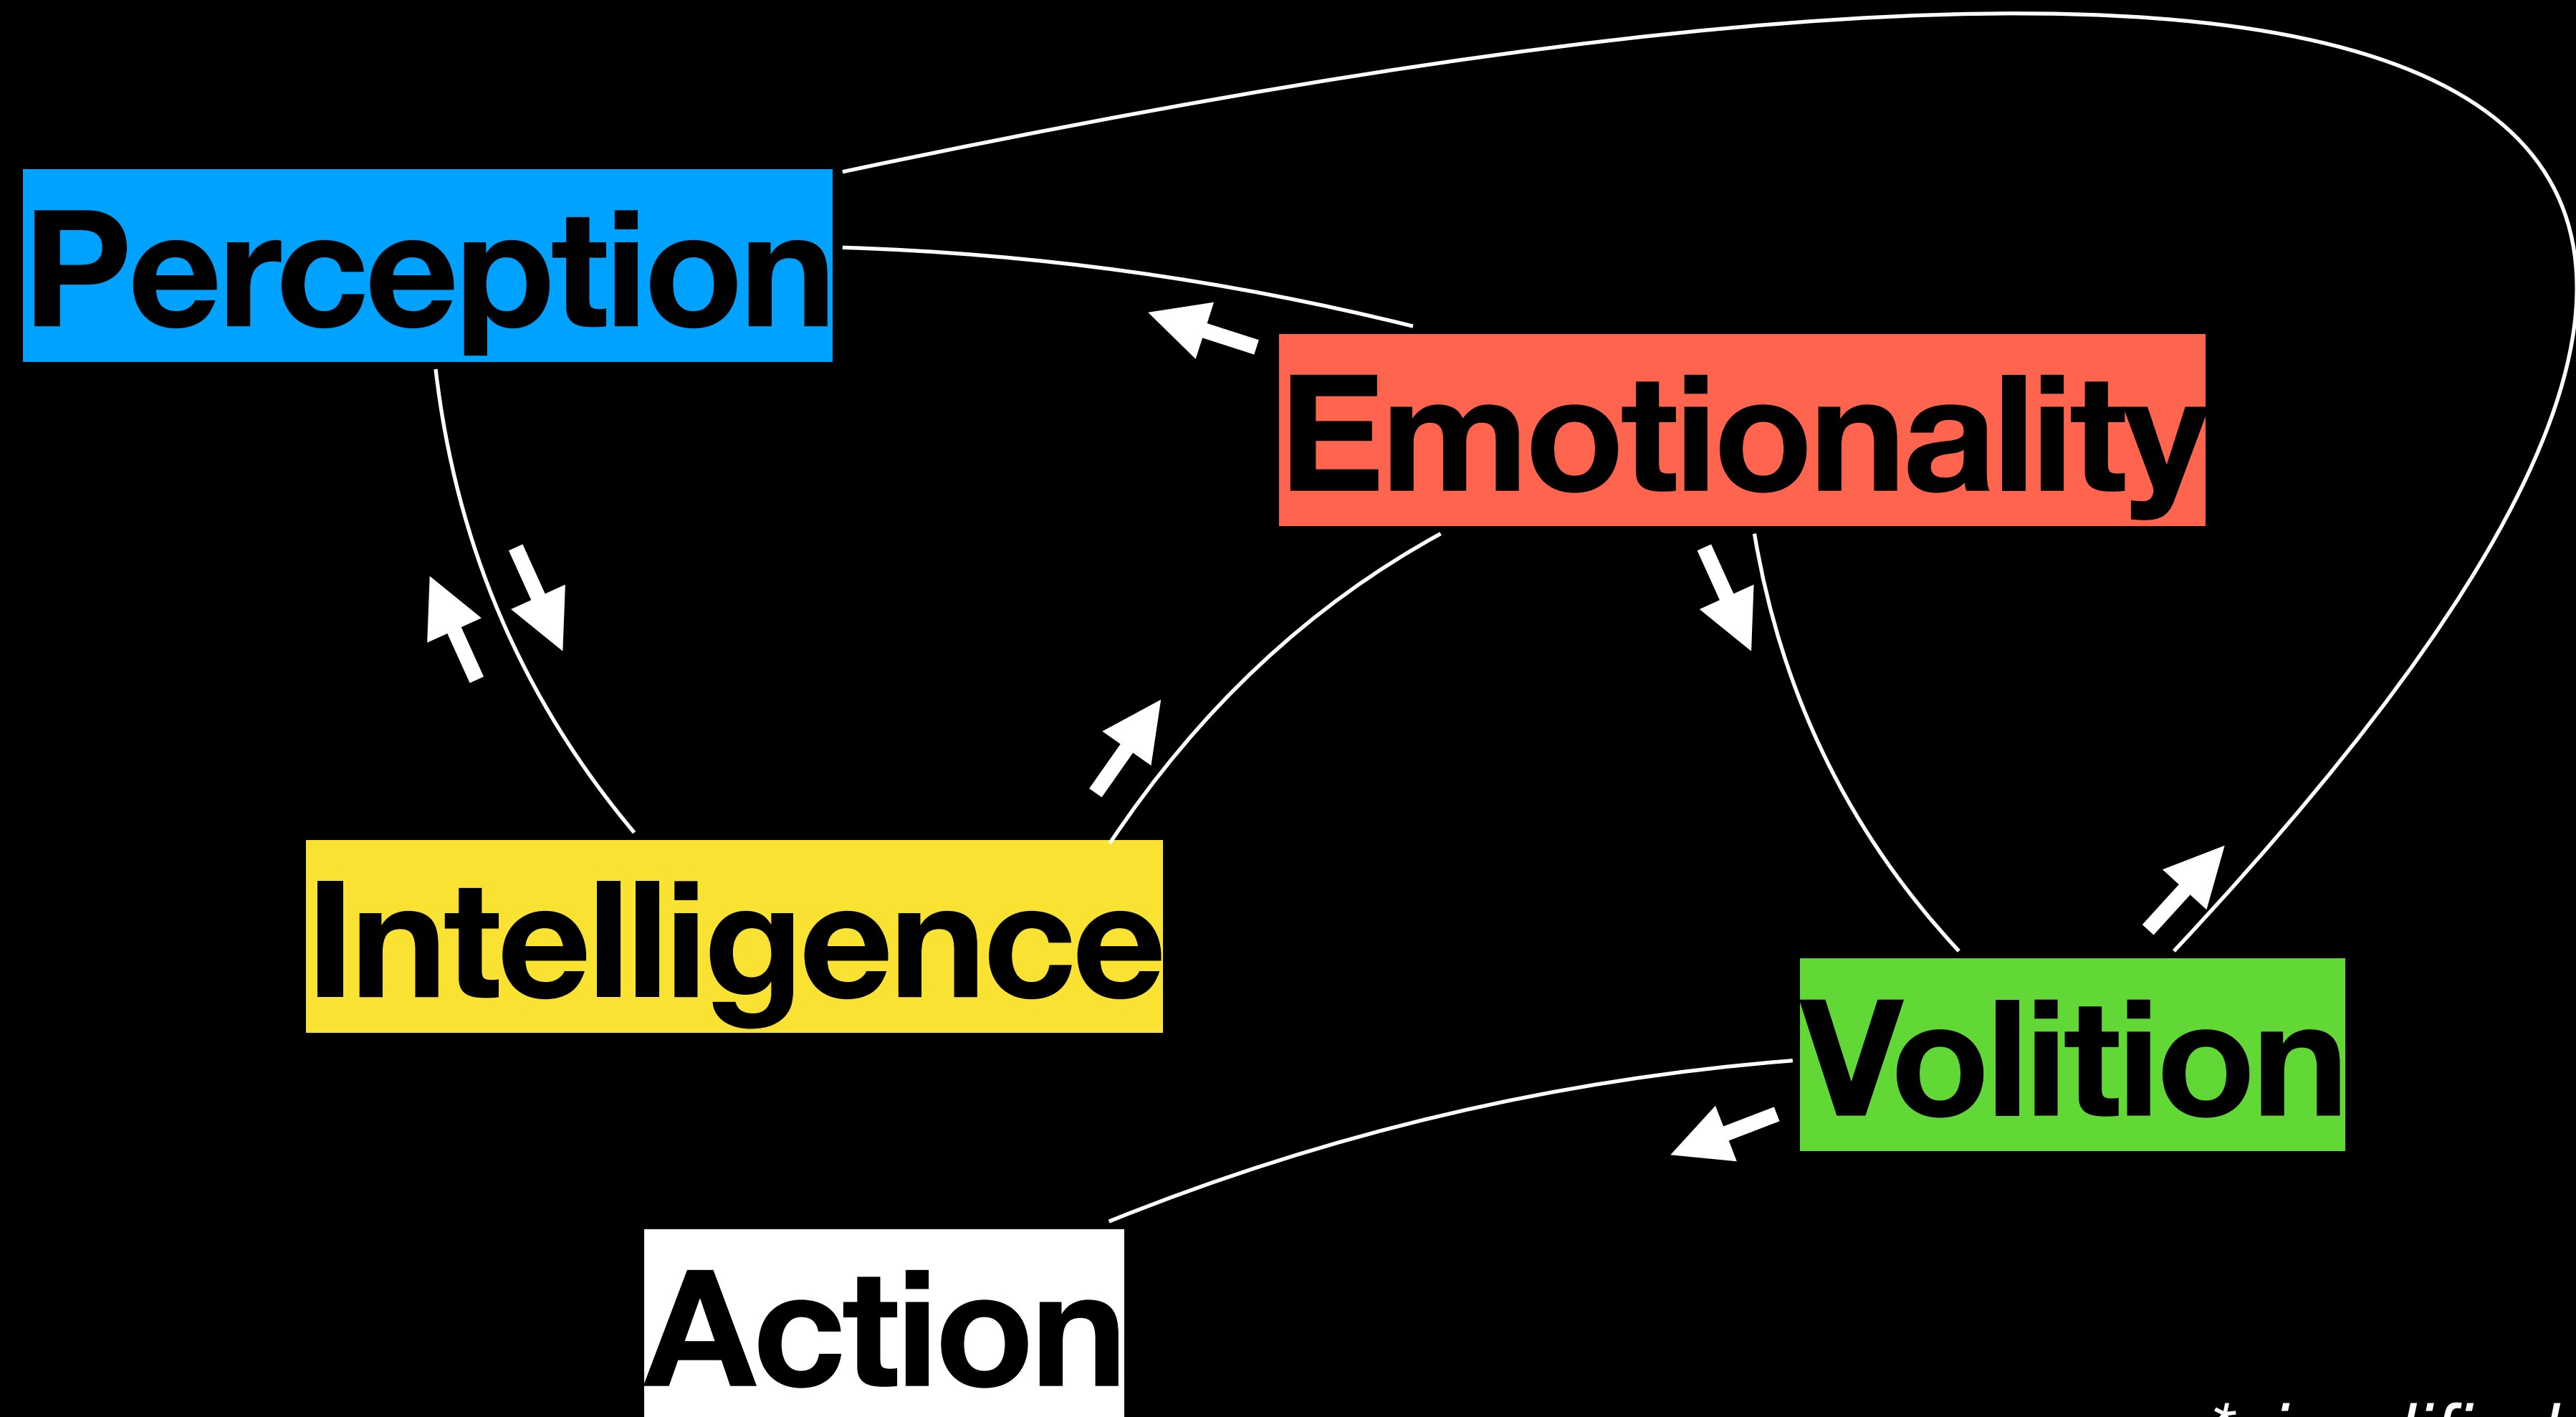 Perception
Emotionality
Intelligence
Volition
Action